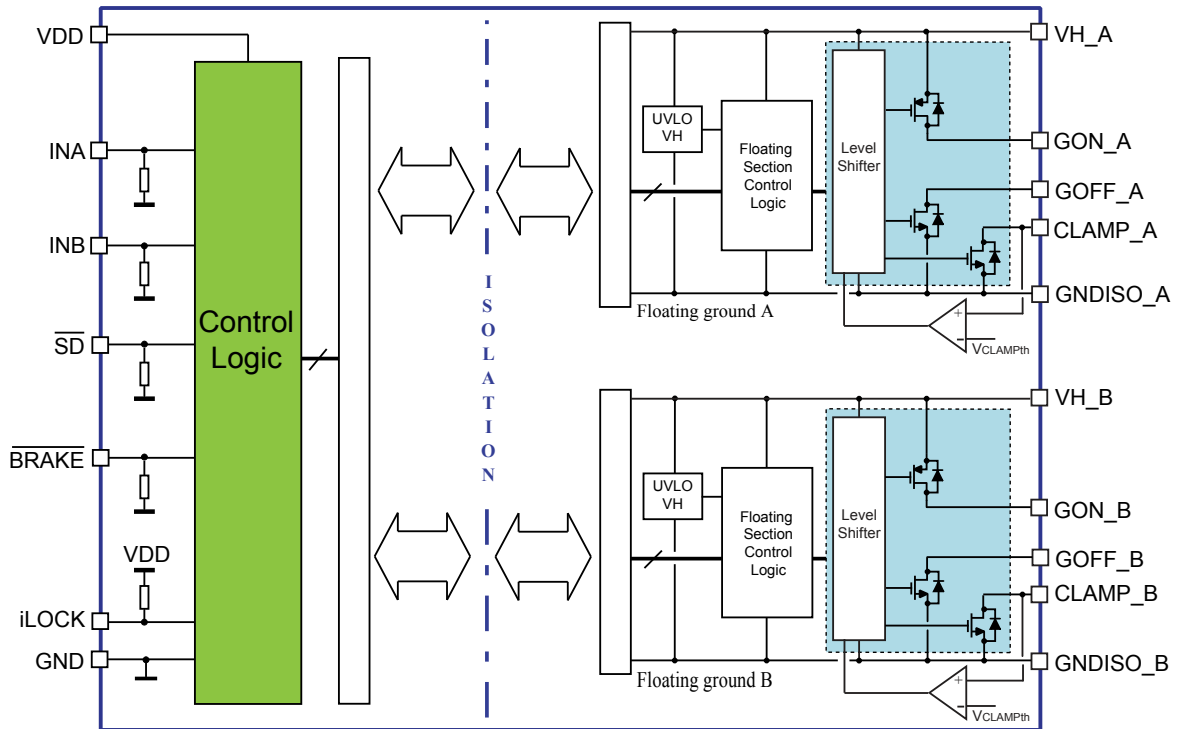 VDD
INA
INB
SD
BRAKE
VDD
iLOCK
GND
Control
Logic
ISOLATION
VH_A
UVLO
VH
Floating
Section
Control
Logic
Level
Shifter
GON_A
GOFF_A
CLAMP_A
GNDISO_A
Floating ground A
+
-
VCLAMPth
VH_B
UVLO
VH
Floating
Section
Control
Logic
Level
Shifter
GON_B
GOFF_B
CLAMP_B
GNDISO_B
Floating ground B
+
-
VCLAMPth